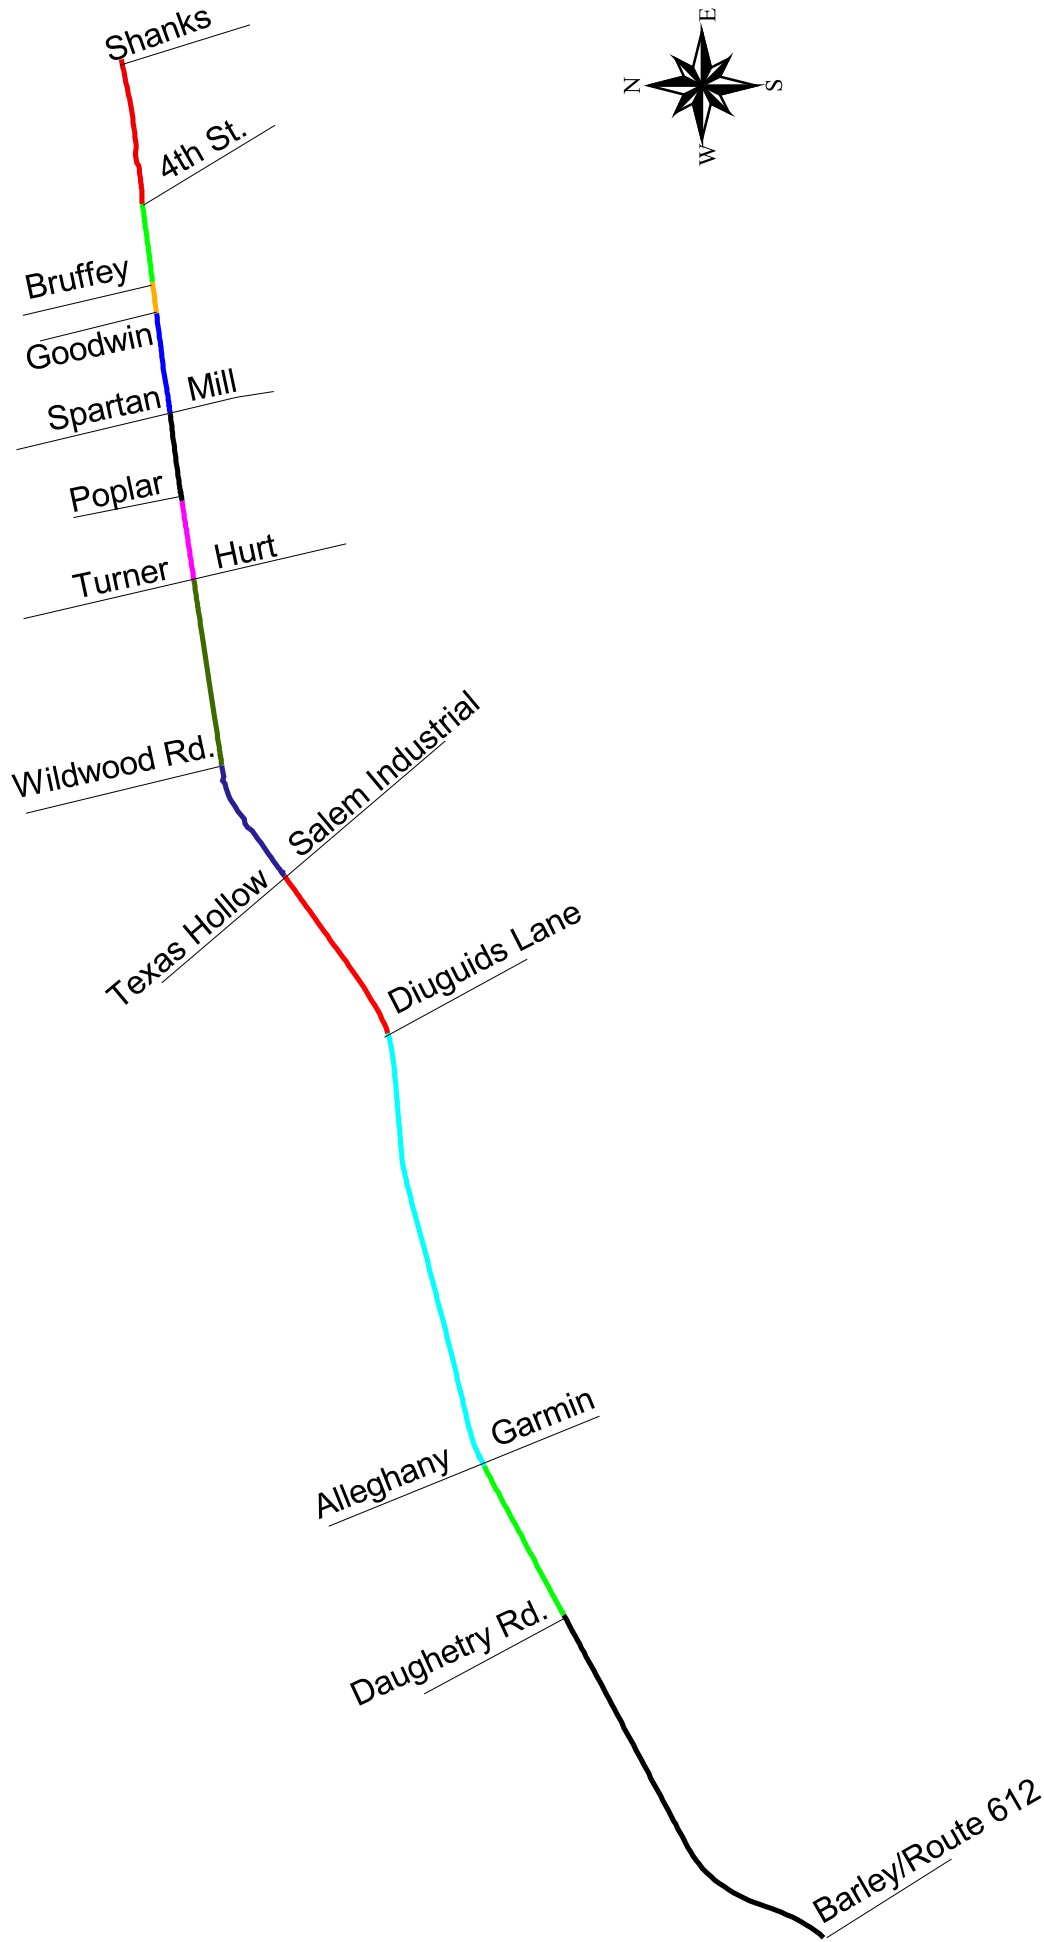 Shanks
E
N
S
W
4th St.
Bruffey
Goodwin
Spartan Mill
Poplar
Turner Hurt
Wildwood Rd.
Salem Industrial
Texas Hollow
Diuguids Lane
Garmin
Alleghany
Daughetry Rd.
Barley/Route 612